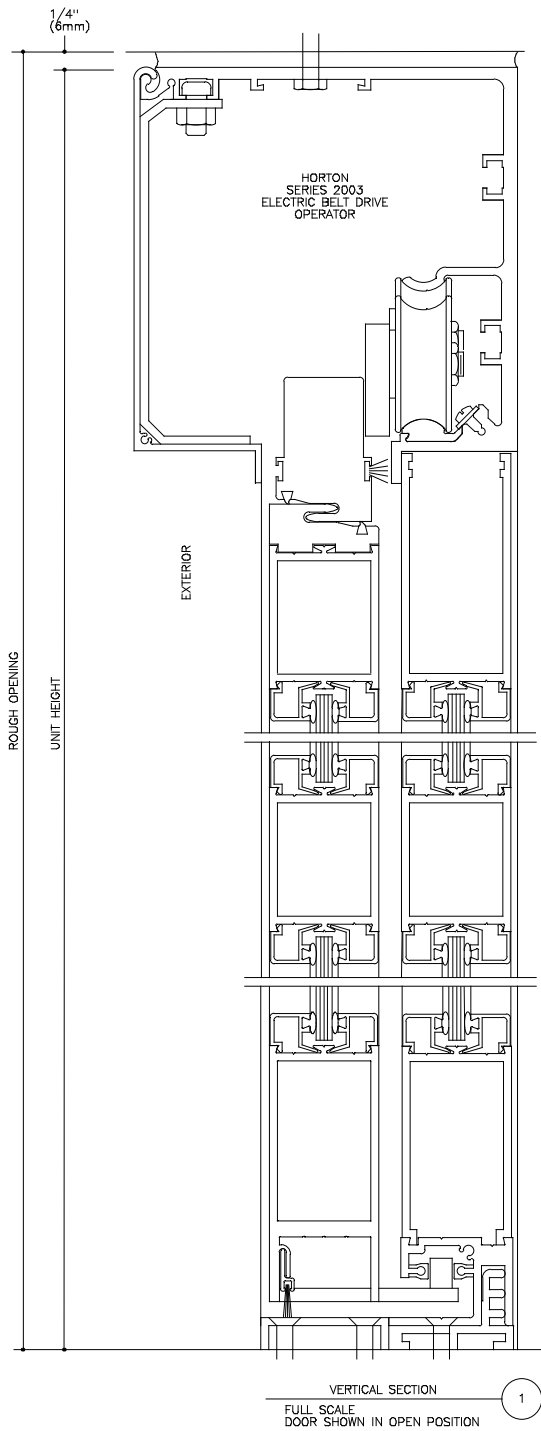 1/4"
(6mm)
HORTON
SERIES 2003
ELECTRIC BELT DRIVE
OPERATOR
EXTERIOR
ROUGH OPENING
UNIT HEIGHT
VERTICAL SECTION
1
FULL SCALE
DOOR SHOWN IN OPEN POSITION